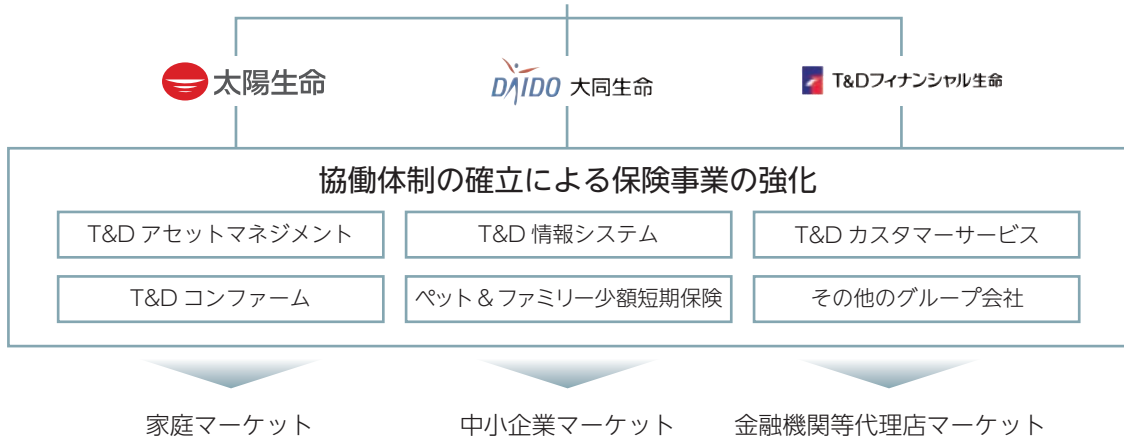 太陽生命
DAIDO 大同生命
T&Dフィナンシャル生命
協働体制の確立による保険事業の強化
T&D アセットマネジメント
T&D 情報システム
T&D カスタマーサービス
T&D コンファーム
ペット & ファミリー少額短期保険
その他のグループ会社
家庭マーケット
中小企業マーケット
金融機関等代理店マーケット